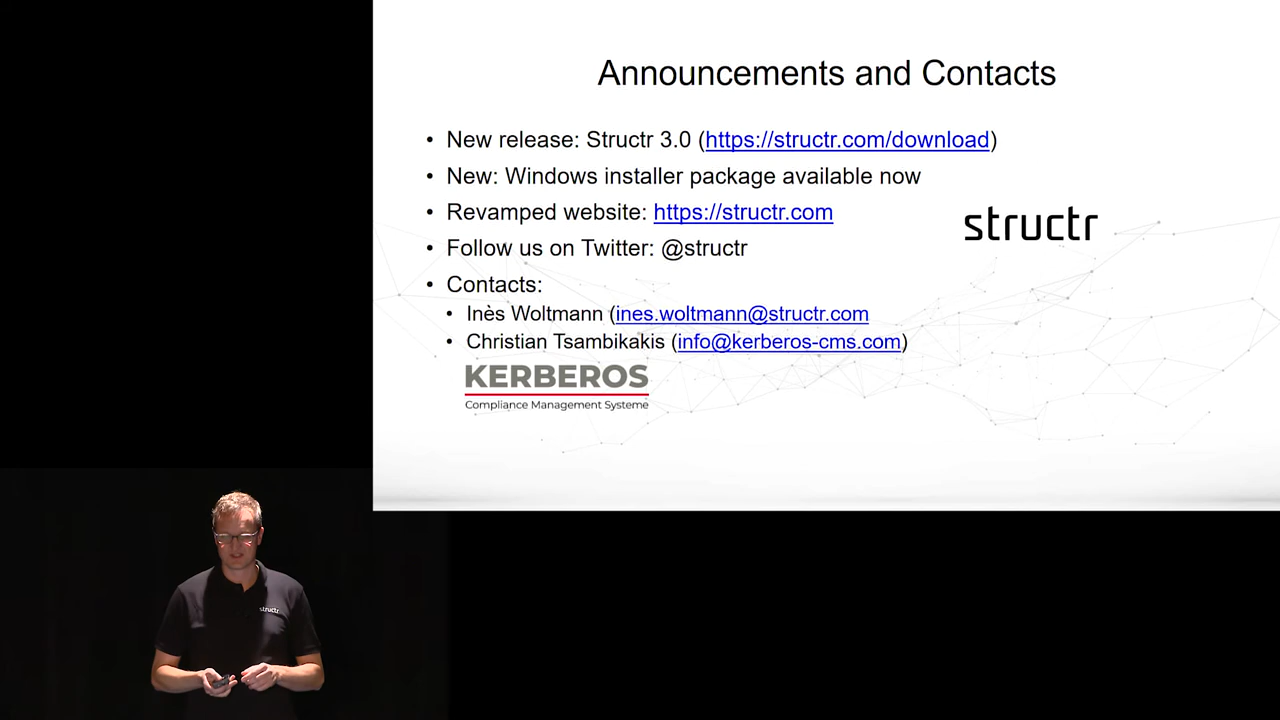 Announcements and Contacts
• New release: Structr 3.0 (https://structr.com/download)
• New: Windows installer package available now
• Revamped website: https://structr.com
• Follow us on Twitter: @structr
• Contacts:
• Inès Woltmann (ines.woltmann@structr.com
• Christian Tsambikakis (info@kerberos-cms.com)
structr
KERBEROS
Compliance Management Systeme
structr